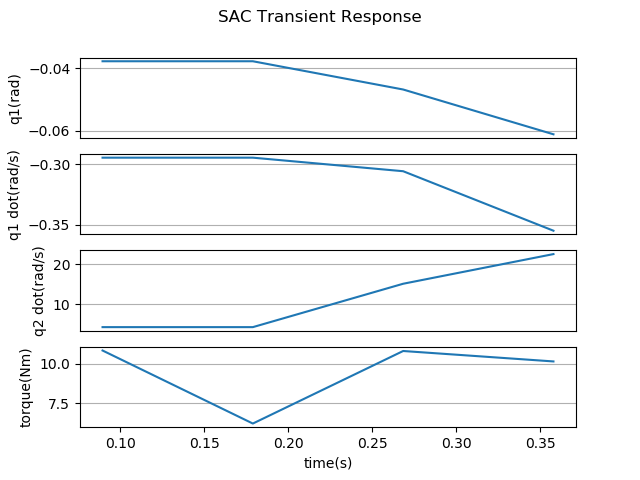 SAC Transient Response
q1(rad)
−0.04
−0.06
q1 dot(rad/s)
−0.30
−0.35
q2 dot(rad/s)
20
10
torque(Nm)
10.0
7.5
0.10 0.15 0.20 0.25 0.30 0.35
time(s)